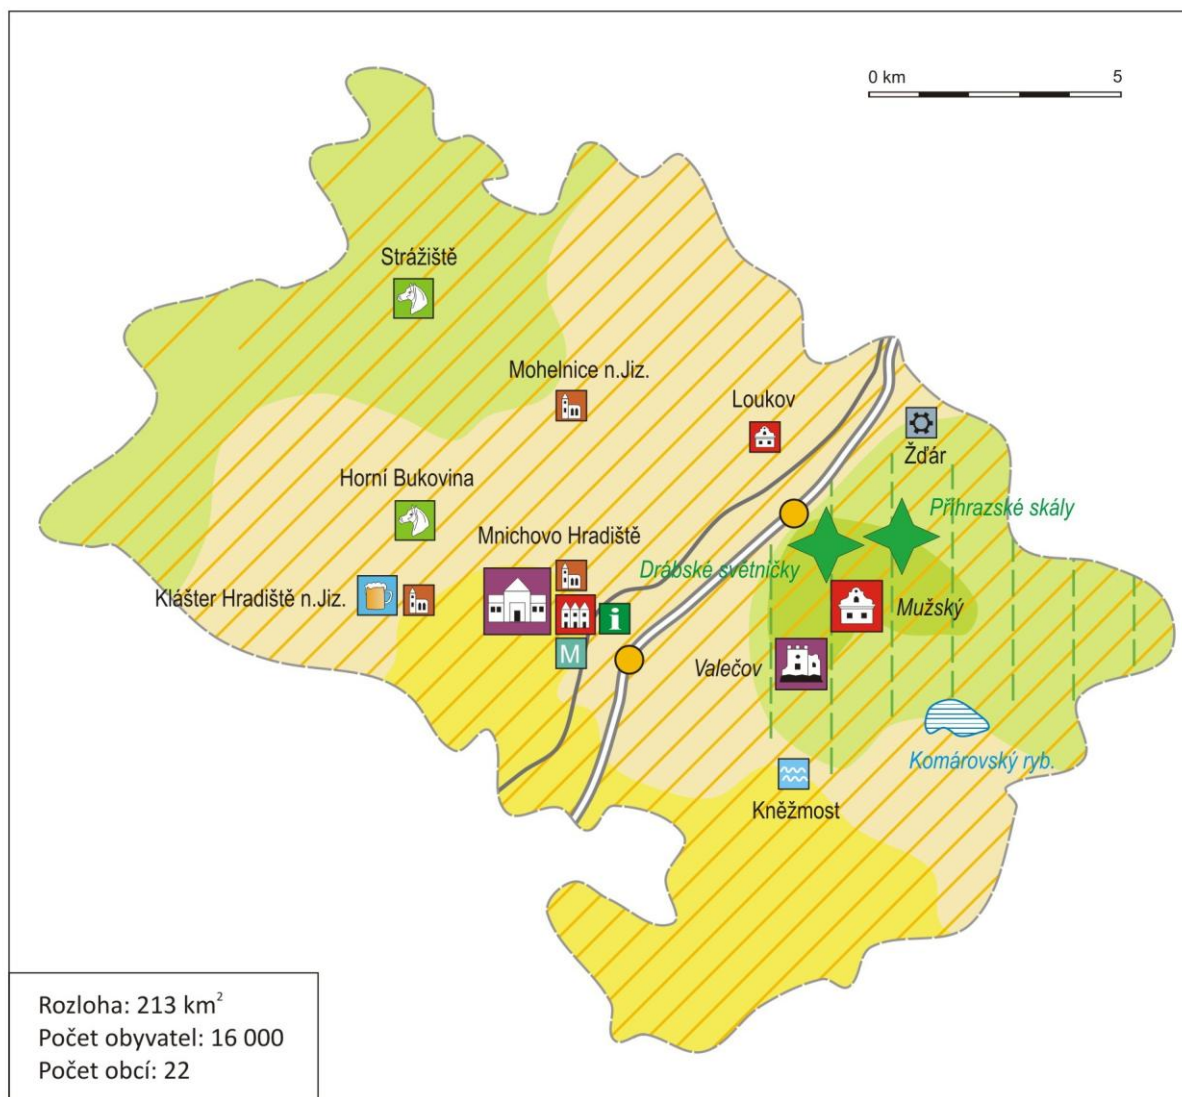 0 km 5
Strážiště
Mohelnice n.Jiz.
Loukov
Žďár
Horní Bukovina
Příhrazské skály
Mnichovo Hradiště
Drábské světničky
Klášter Hradiště n.Jiz.
i
Mužský
M
Valečov
Komárovský ryb.
Kněžmost
Rozloha: 213 km²
Počet obyvatel: 16 000
Počet obcí: 22